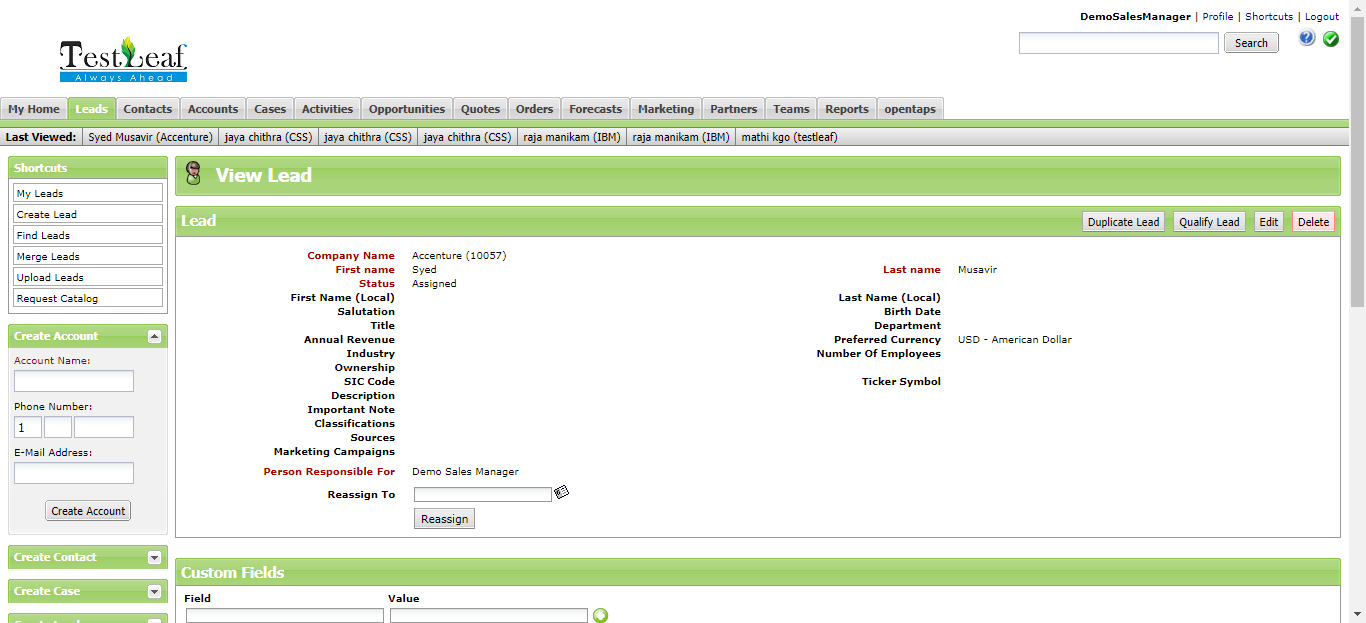 DemoSalesManager | Profile | Shortcuts | Logout
Search
TestLeaf
Always Ahead
My Home Leads Contacts Accounts Cases Activities Opportunities Quotes Orders Forecasts Marketing Partners Teams Reports opentaps
Last Viewed: Syed Musavir (Accenture) jaya chithra (CSS) jaya chithra (CSS) jaya chithra (CSS) raja manikam (IBM) raja manikam (IBM) mathi kgo (testleaf)
Shortcuts
My Leads
Create Lead
Find Leads
Merge Leads
Upload Leads
Request Catalog
Create Account
Account Name:
Phone Number:
1
E-Mail Address:
Create Account
Create Contact
Create Case
View Lead
Lead
Duplicate Lead Qualify Lead Edit Delete
Company Name Accenture (10057)
First name Syed Last name Musavir
Status Assigned
First Name (Local) Last Name (Local)
Salutation Birth Date
Title Department
Annual Revenue Preferred Currency USD - American Dollar
Industry Number Of Employees
Ownership
SIC Code Ticker Symbol
Description
Important Note
Classifications
Sources
Marketing Campaigns
Person Responsible For Demo Sales Manager
Reassign To
Reassign
Custom Fields
Field Value